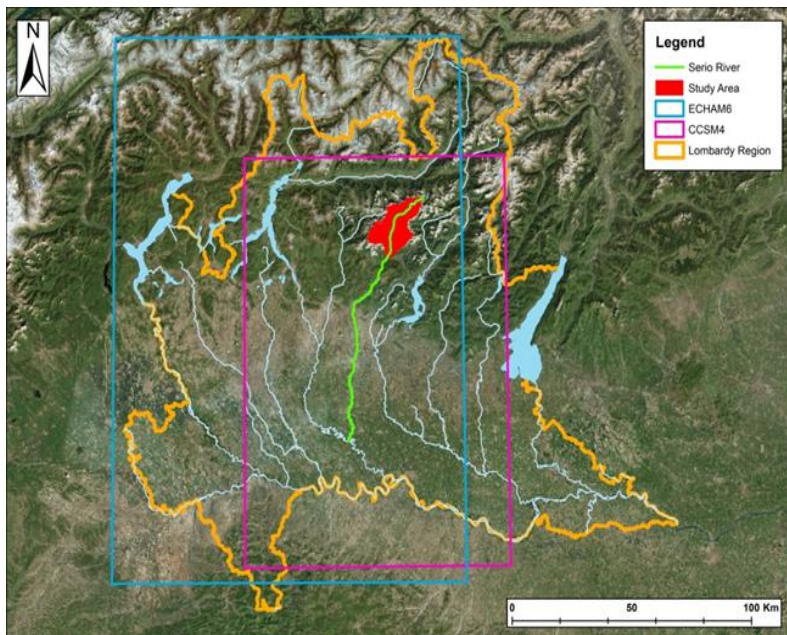 N
Legend
Serio River
Study Area
ECHAM6
CCSM4
Lombardy Region
0 50 100 Km